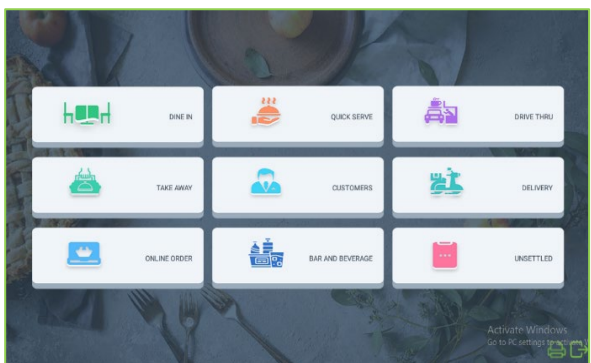 DINE IN
QUICK SERVE
DRIVE THRU
TAKE AWAY
CUSTOMERS
DELIVERY
ONLINE ORDER
BAR AND BEVERAGE
UNSETTLED
Activate Windows
Go to PC settings to activate